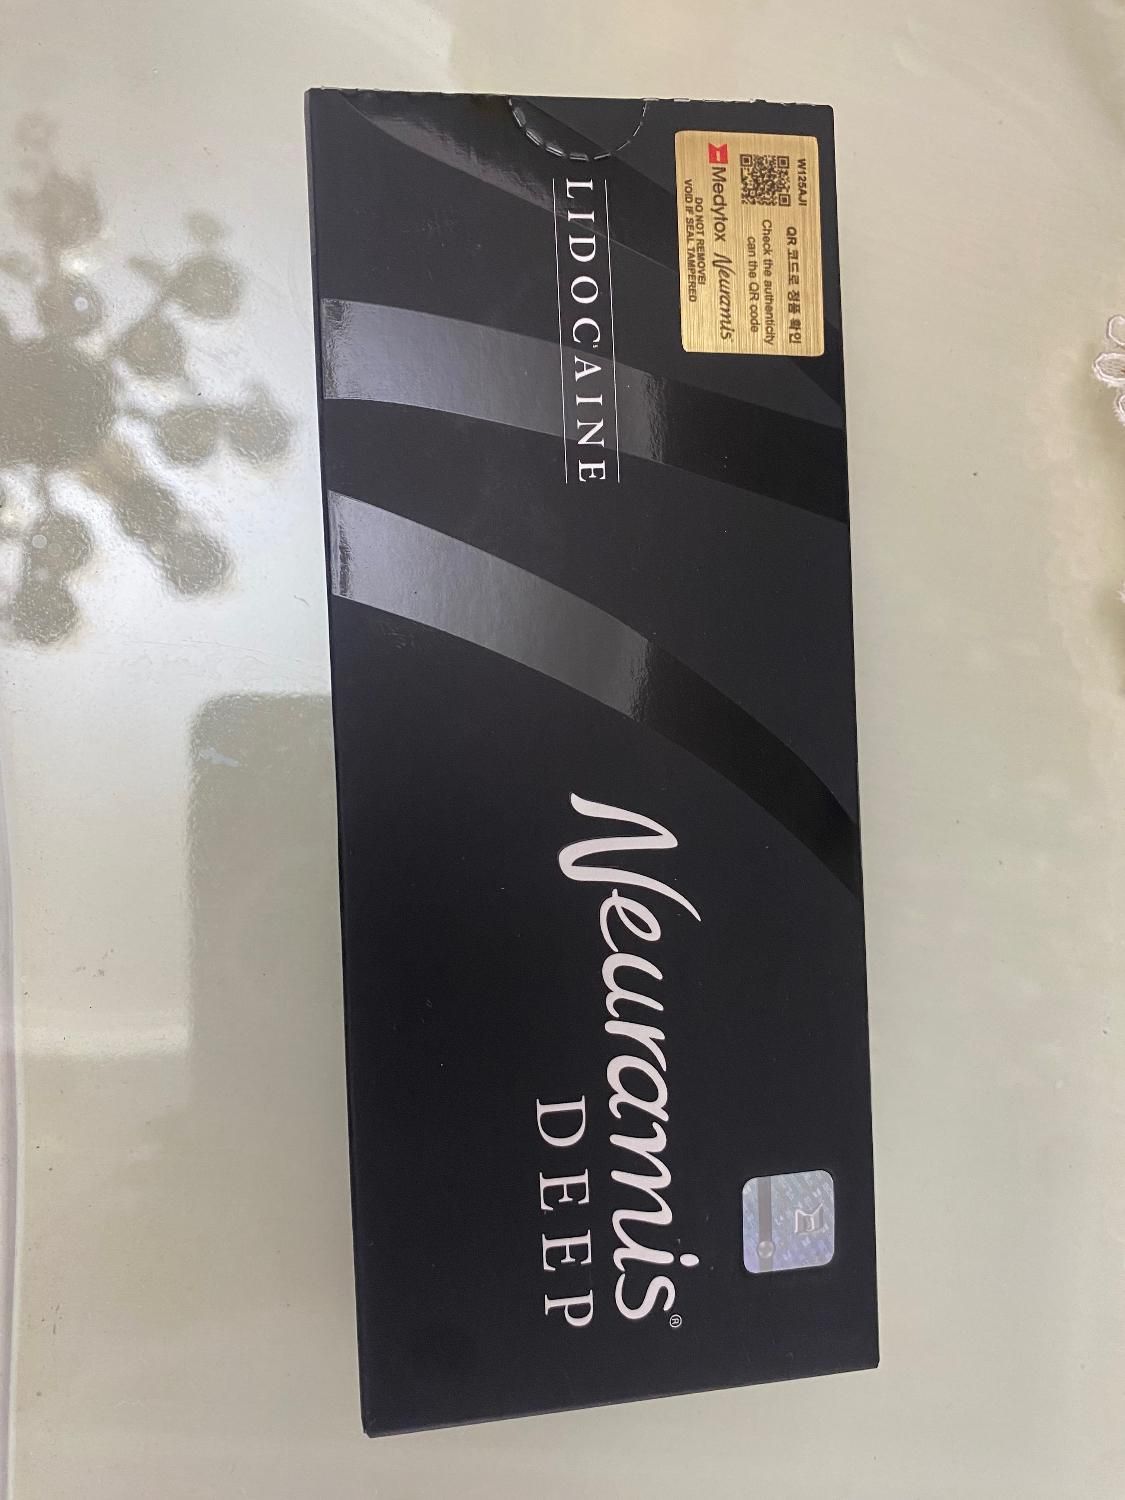 Neuramis®
DEEP
LIDOCAINE
W125AJI
QR 코드로 정품 확인
Check the authenticity
can the QR code
Medytox Neuramis
DO NOT REMOVE!
VOID IF SEAL TAMPERED